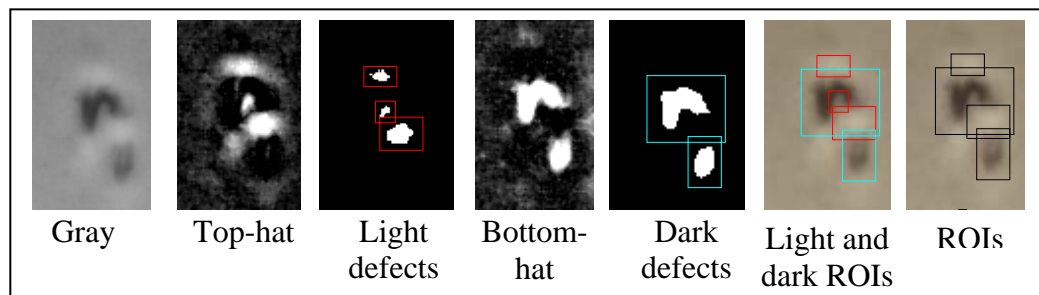 Gray
Top-hat
Light
defects
Bottom-
hat
Dark
defects
Light and
dark ROIs
ROIs